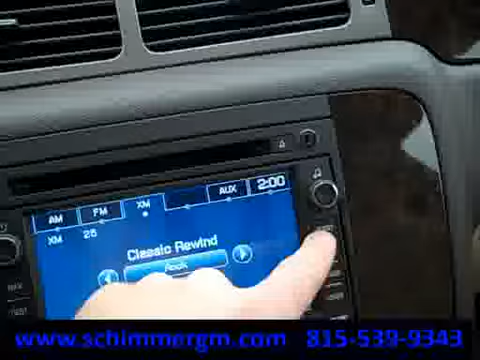 AM FM XM AUX 2:00
XM 25
Classic Rewind
Rock
www.schimmergm.com 815-539-9343